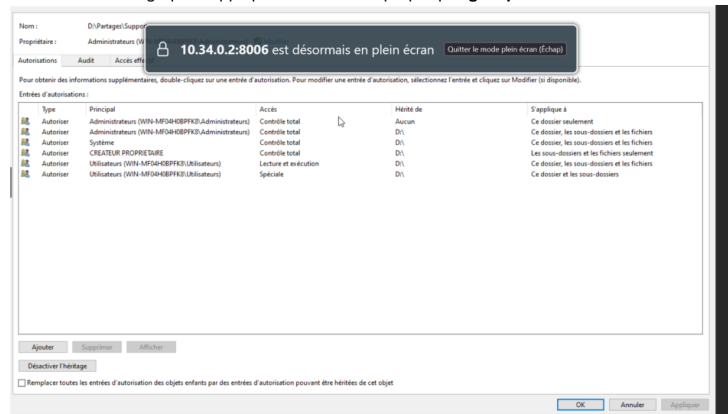 Nom : D:\Partages\Support
Propriétaire : Administrateurs (W
10.34.0.2:8006 est désormais en plein écran Quitter le mode plein écran (Échap)
Autorisations Audit Accès effe
Pour obtenir des informations supplémentaires, double-cliquez sur une entrée d'autorisation. Pour modifier une entrée d'autorisation, sélectionnez l'entrée et cliquez sur Modifier (si disponible).
Entrées d'autorisations :
Type Principal Accès Hérité de S'applique à
Autoriser Administrateurs (WIN-MF04H0BPFK8\Administrateurs) Contrôle total Aucun Ce dossier seulement
Autoriser Administrateurs (WIN-MF04H0BPFK8\Administrateurs) Contrôle total D:\ Ce dossier, les sous-dossiers et les fichiers
Autoriser Système Contrôle total D:\ Ce dossier, les sous-dossiers et les fichiers
Autoriser CREATEUR PROPRIETAIRE Contrôle total D:\ Les sous-dossiers et les fichiers seulement
Autoriser Utilisateurs (WIN-MF04H0BPFK8\Utilisateurs) Lecture et exécution D:\ Ce dossier, les sous-dossiers et les fichiers
Autoriser Utilisateurs (WIN-MF04H0BPFK8\Utilisateurs) Spéciale D:\ Ce dossier et les sous-dossiers
Ajouter Supprimer Afficher
Désactiver l'héritage
Remplacer toutes les entrées d'autorisation des objets enfants par des entrées d'autorisation pouvant être héritées de cet objet
OK Annuler Appliquer